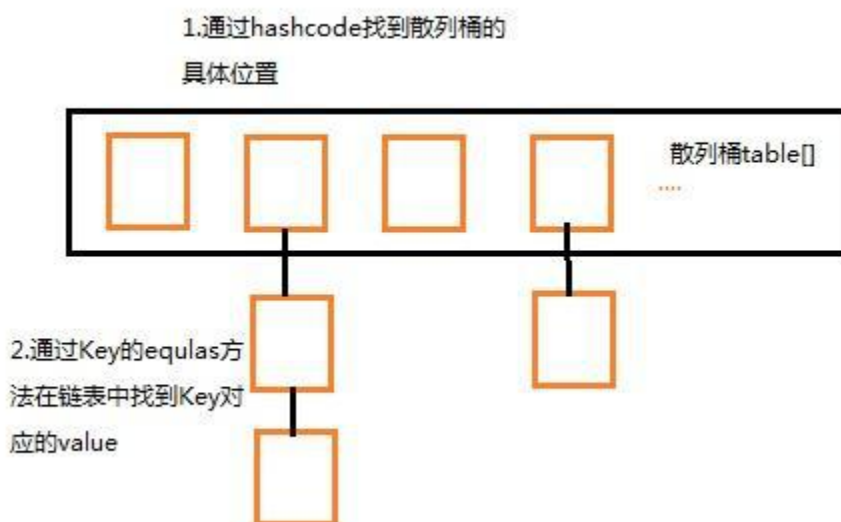 1.通过hashcode找到散列桶的
具体位置
散列桶table[]
....
2.通过Key的equlas方
法在链表中找到Key对
应的value